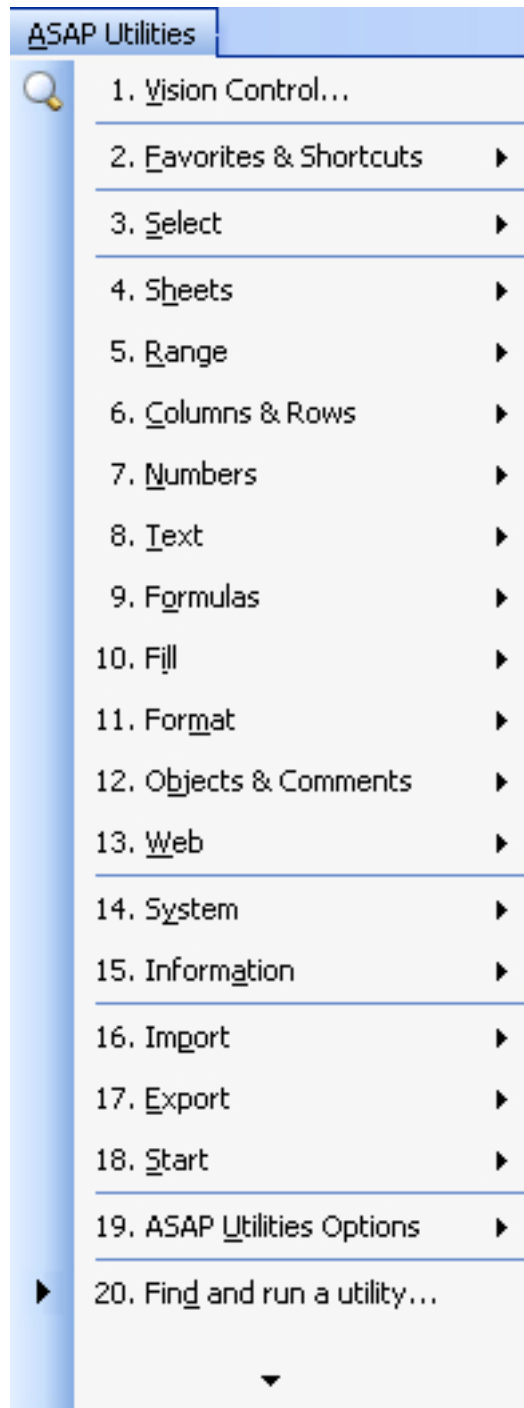 ASAP Utilities
1. Vision Control...
2. Favorites & Shortcuts
3. Select
4. Sheets
5. Range
6. Columns & Rows
7. Numbers
8. Text
9. Formulas
10. Fill
11. Format
12. Objects & Comments
13. Web
14. System
15. Information
16. Import
17. Export
18. Start
19. ASAP Utilities Options
20. Find and run a utility...